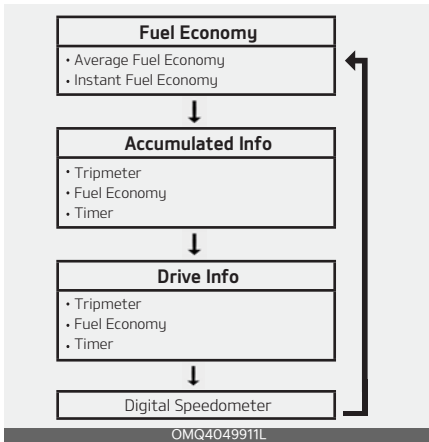 Fuel Economy
• Average Fuel Economy
• Instant Fuel Economy
Accumulated Info
• Tripmeter
• Fuel Economy
• Timer
Drive Info
• Tripmeter
• Fuel Economy
• Timer
Digital Speedometer
OMQ4049911L